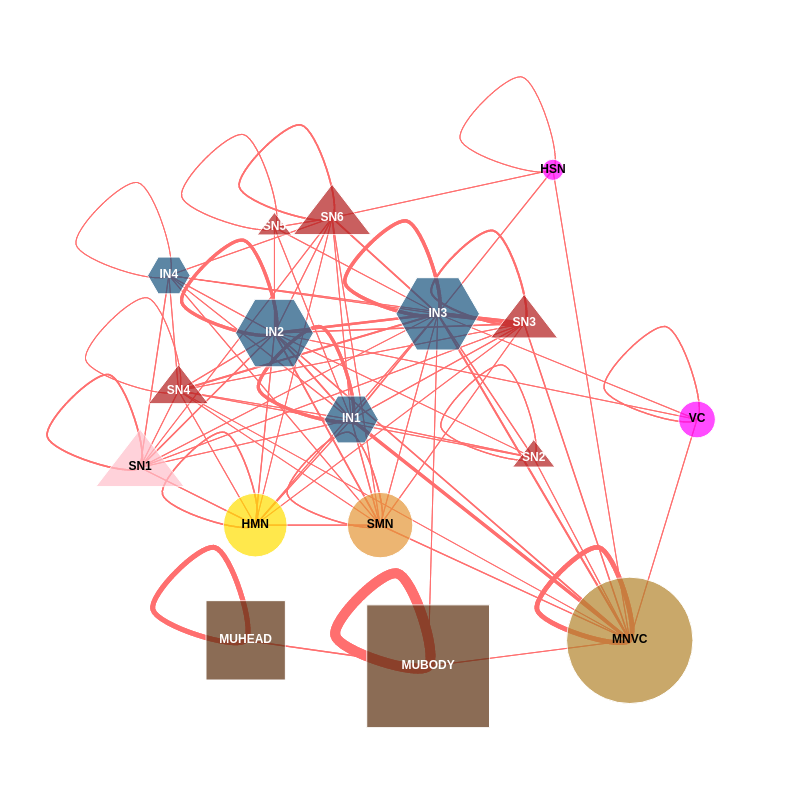 HSN
SN6
SN5
IN4
IN3
SN3
IN2
SN4
IN1
VC
SN2
SN1
HMN
SMN
MUHEAD
MNVC
MUBODY